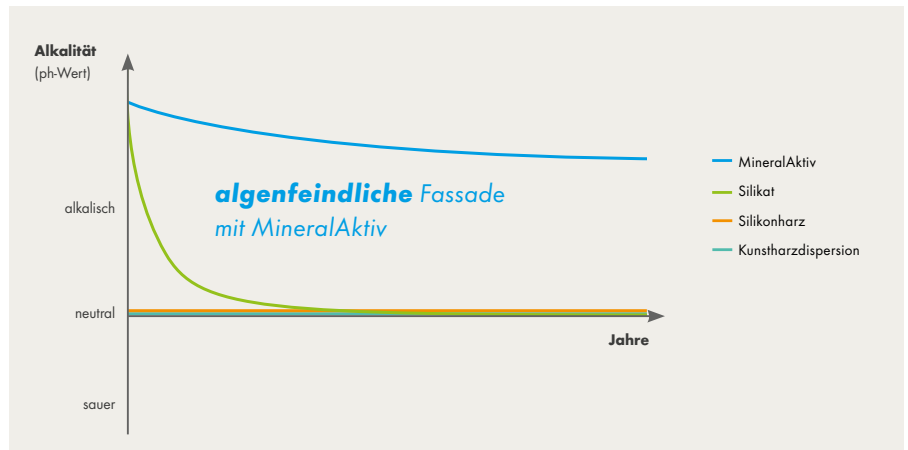 Alkalität
(ph-Wert)
alkalisch
neutral
sauer
algenfeindliche Fassade
mit MineralAktiv
Jahre
MineralAktiv
Silikat
Silikonharz
Kunstharzdispersion